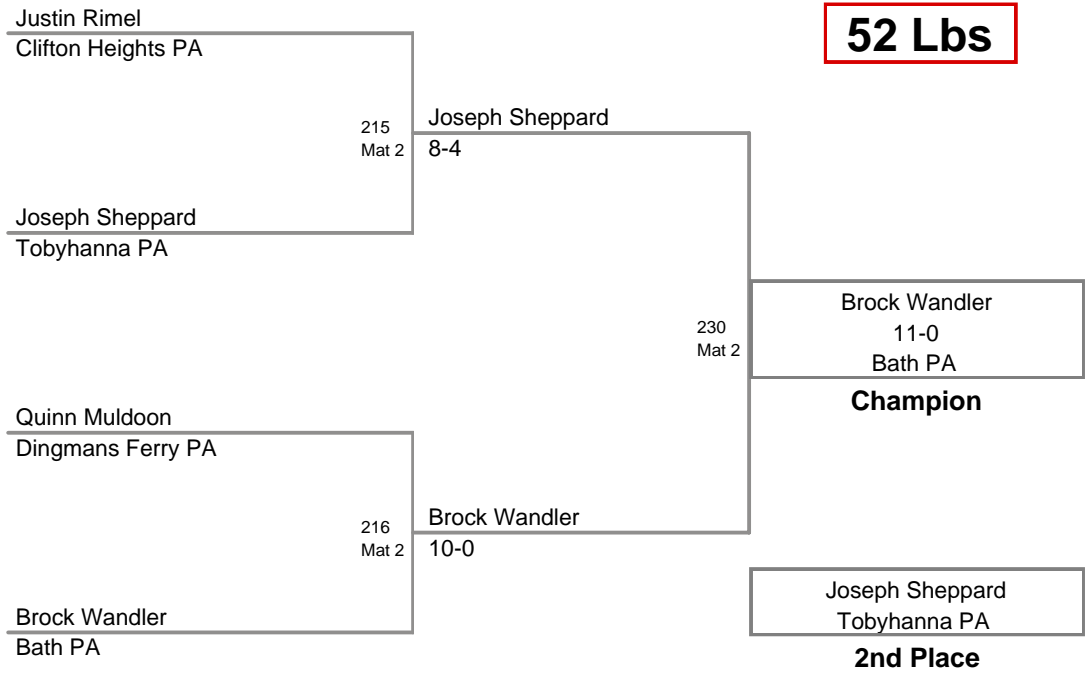 Justin Rimel
Clifton Heights PA
52 Lbs
215
Mat 2
Joseph Sheppard
8-4
Joseph Sheppard
Tobyhanna PA
230
Mat 2
Brock Wandler
11-0
Bath PA
Champion
Quinn Muldoon
Dingmans Ferry PA
216
Mat 2
Brock Wandler
10-0
Brock Wandler
Bath PA
Joseph Sheppard
Tobyhanna PA
2nd Place